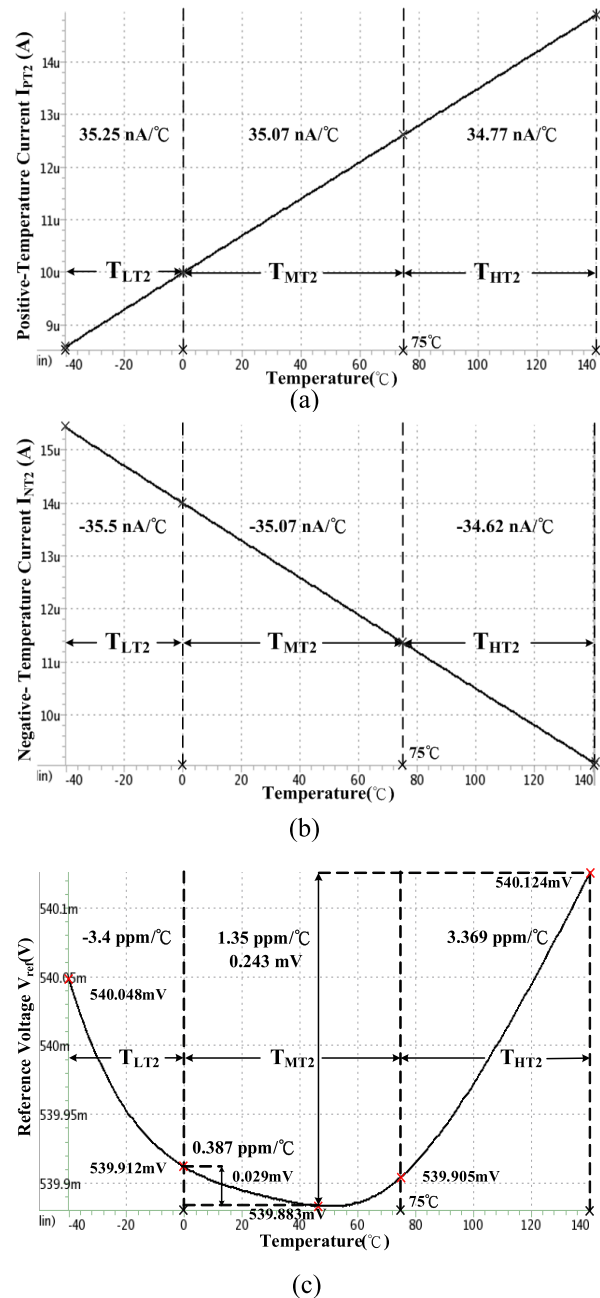 Positive-Temperature Current I_PT2 (A)
14u
13u
12u
11u
10u
9u
35.25 nA/℃ 35.07 nA/℃ 34.77 nA/℃
T_LT2 T_MT2 T_HT2
75℃
lin) -40 -20 0 20 40 60 80 100 120 140
Temperature(℃)
(a)
Negative- Temperature Current I_NT2 (A)
15u
14u
13u
12u
11u
10u
-35.5 nA/℃ -35.07 nA/℃ -34.62 nA/℃
T_LT2 T_MT2 T_HT2
75℃
lin) -40 -20 0 20 40 60 80 100 120 140
Temperature(℃)
(b)
Reference Voltage V_ref(V)
540.1m
540.05m
540m
539.95m
539.9m
540.124mV
-3.4 ppm/℃ 1.35 ppm/℃ 3.369 ppm/℃
0.243 mV
540.048mV
T_LT2 T_MT2 T_HT2
0.387 ppm/℃
539.912mV 0.029mV 539.905mV
539.883m
75℃
lin) -40 -20 0 20 40 60 80 100 120 140
Temperature(℃)
(c)